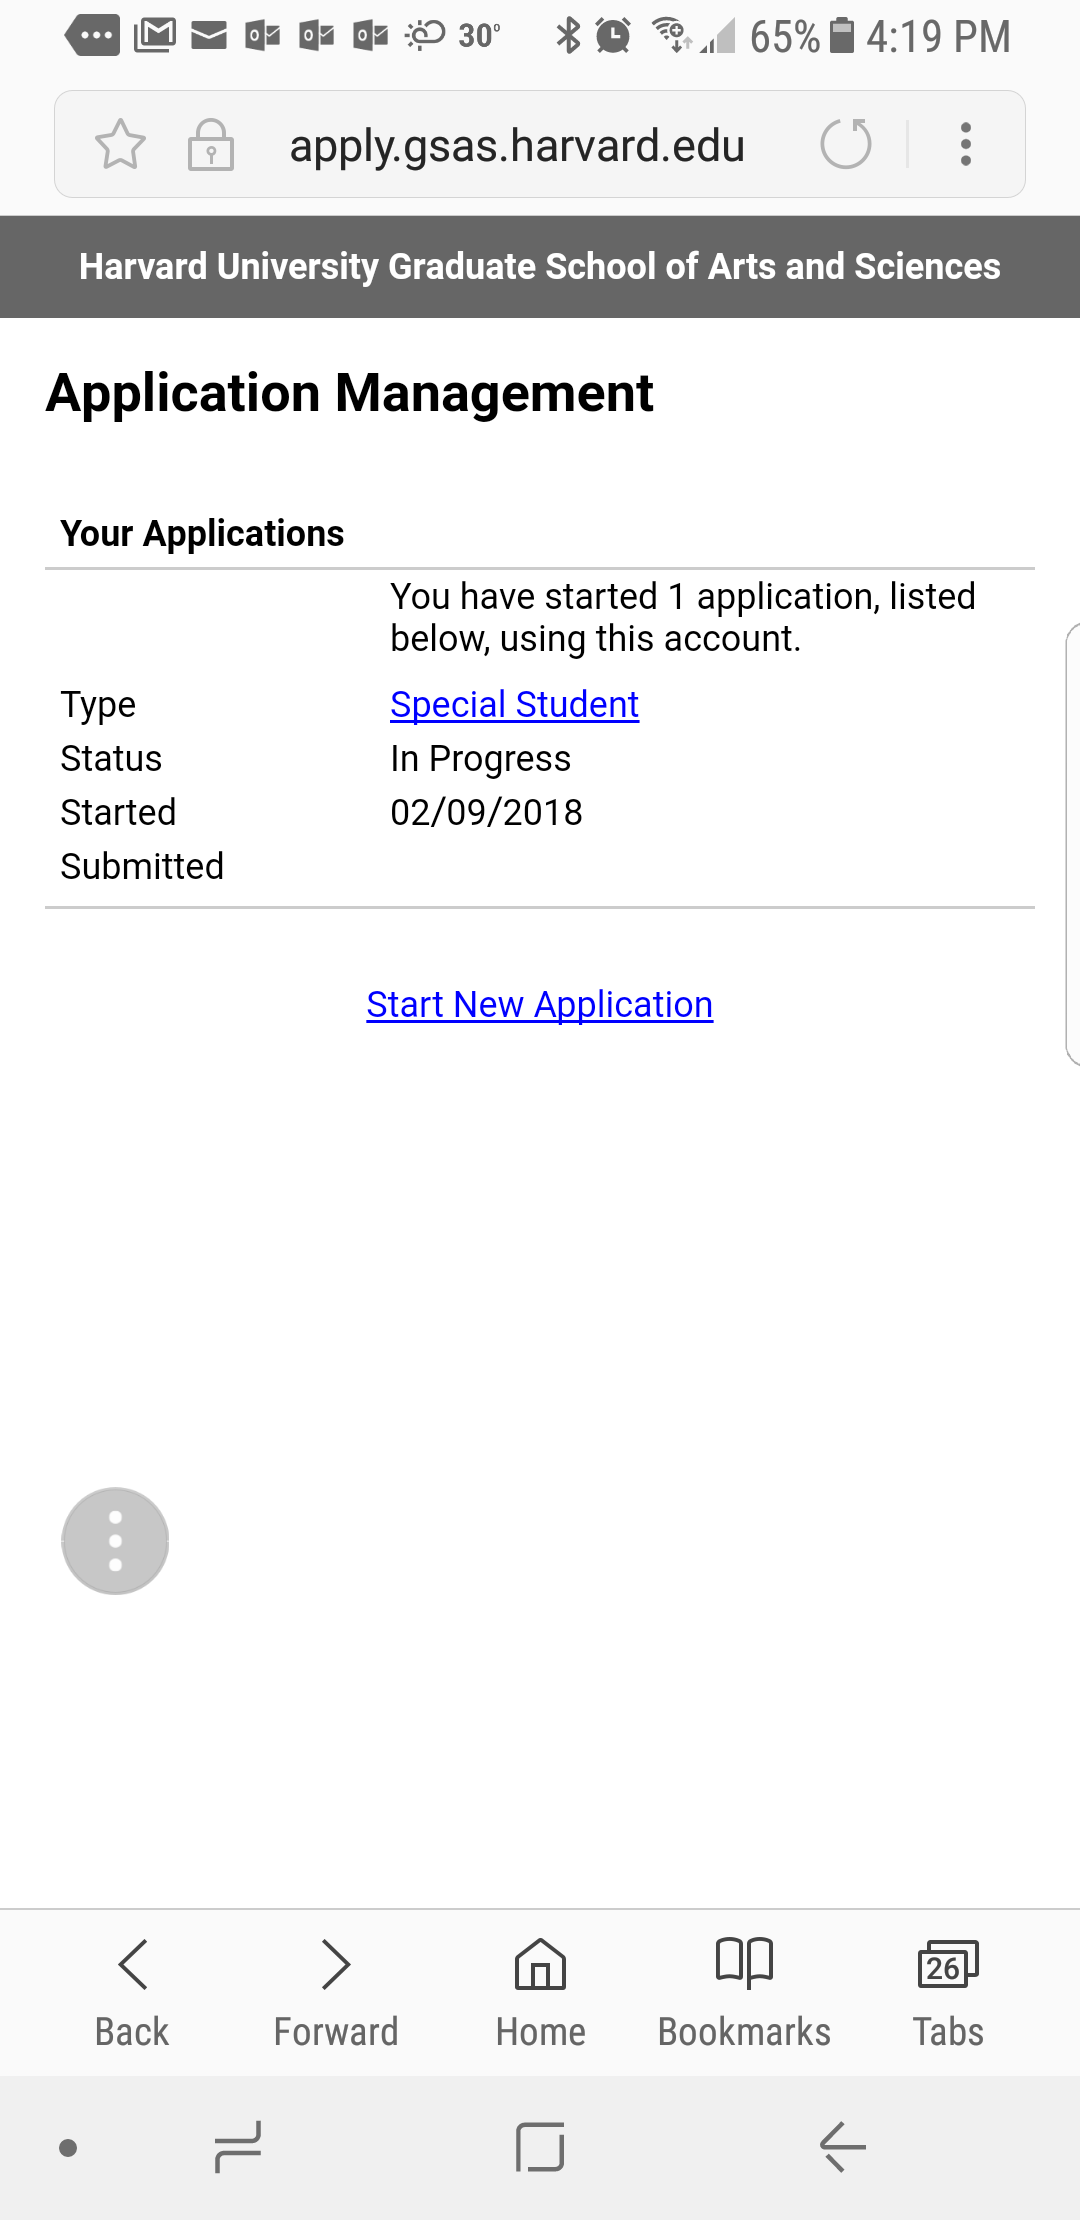 30° 65% 4:19 PM
apply.gsas.harvard.edu
Harvard University Graduate School of Arts and Sciences
Application Management
Your Applications
You have started 1 application, listed
below, using this account.
Type Special Student
Status In Progress
Started 02/09/2018
Submitted
Start New Application
26
Back Forward Home Bookmarks Tabs